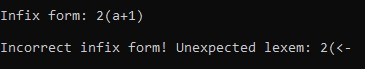 Infix form: 2(a+1)
Incorrect infix form! Unexpected lexem: 2(<-